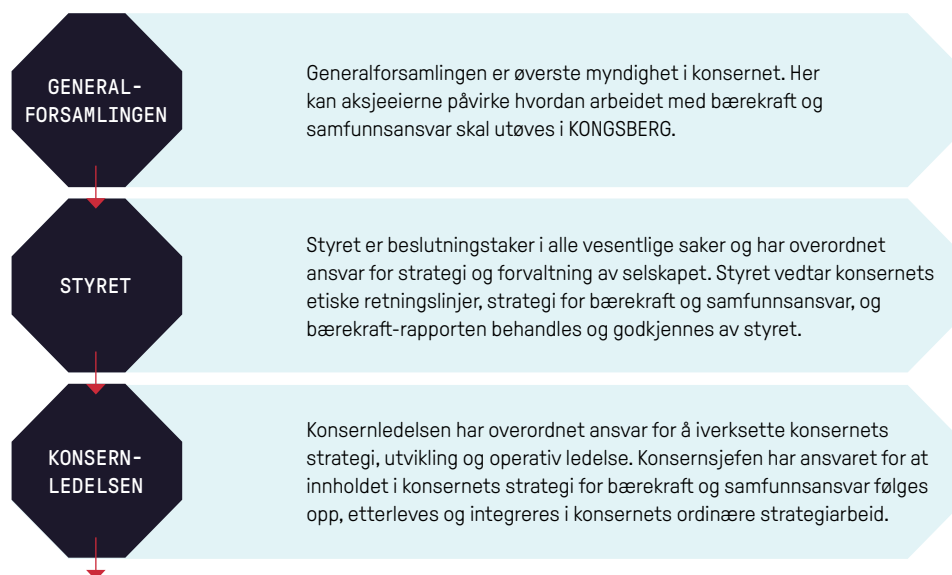 GENERAL-
FORSAMLINGEN
Generalforsamlingen er øverste myndighet i konsernet. Her
kan aksjeeierne påvirke hvordan arbeidet med bærekraft og
samfunnsansvar skal utøves i KONGSBERG.
STYRET
Styret er beslutningstaker i alle vesentlige saker og har overordnet
ansvar for strategi og forvaltning av selskapet. Styret vedtar konsernets
etiske retningslinjer, strategi for bærekraft og samfunnsansvar, og
bærekraft-rapporten behandles og godkjennes av styret.
KONSERN-
LEDELSEN
Konsernledelsen har overordnet ansvar for å iverksette konsernets
strategi, utvikling og operativ ledelse. Konsernsjefen har ansvaret for at
innholdet i konsernets strategi for bærekraft og samfunnsansvar følges
opp, etterleves og integreres i konsernets ordinære strategiarbeid.